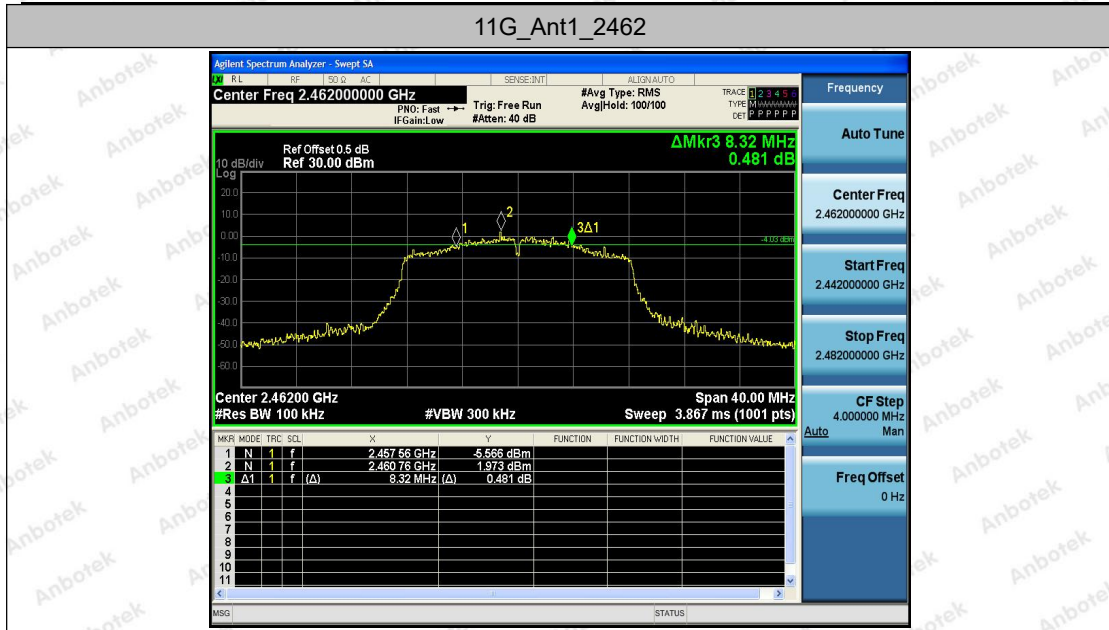 11G_Ant1_2462
Agilent Spectrum Analyzer - Swept SA
RL RF 50 Ω AC SENSE:INT ALIGNAUTO
Center Freq 2.462000000 GHz
PNO: Fast
IFGain:Low
Trig: Free Run
#Atten: 40 dB
#Avg Type: RMS
Avg|Hold: 100/100
TRACE 1 2 3 4 5 6
TYPE M
DET P P P P P P
Frequency
Auto Tune
Center Freq
2.462000000 GHz
Start Freq
2.442000000 GHz
Stop Freq
2.482000000 GHz
CF Step
4.000000 MHz
Auto Man
Freq Offset
0 Hz
ΔMkr3 8.32 MHz
0.481 dB
Ref Offset 0.5 dB
10 dB/div Ref 30.00 dBm
Log
20.0
10.0
0.00
-10.0
-20.0
-30.0
-40.0
-50.0
-60.0
1
2
3Δ1
-4.03 dBm
Center 2.46200 GHz Span 40.00 MHz
#Res BW 100 kHz #VBW 300 kHz Sweep 3.867 ms (1001 pts)
MKR MODE TRC SCL X Y FUNCTION FUNCTION WIDTH FUNCTION VALUE
1 N 1 f 2.457 56 GHz -5.566 dBm
2 N 1 f 2.460 76 GHz 1.973 dBm
3 Δ1 1 f (Δ) 8.32 MHz (Δ) 0.481 dB
4
5
6
7
8
9
10
11
MSG STATUS
Anbotek